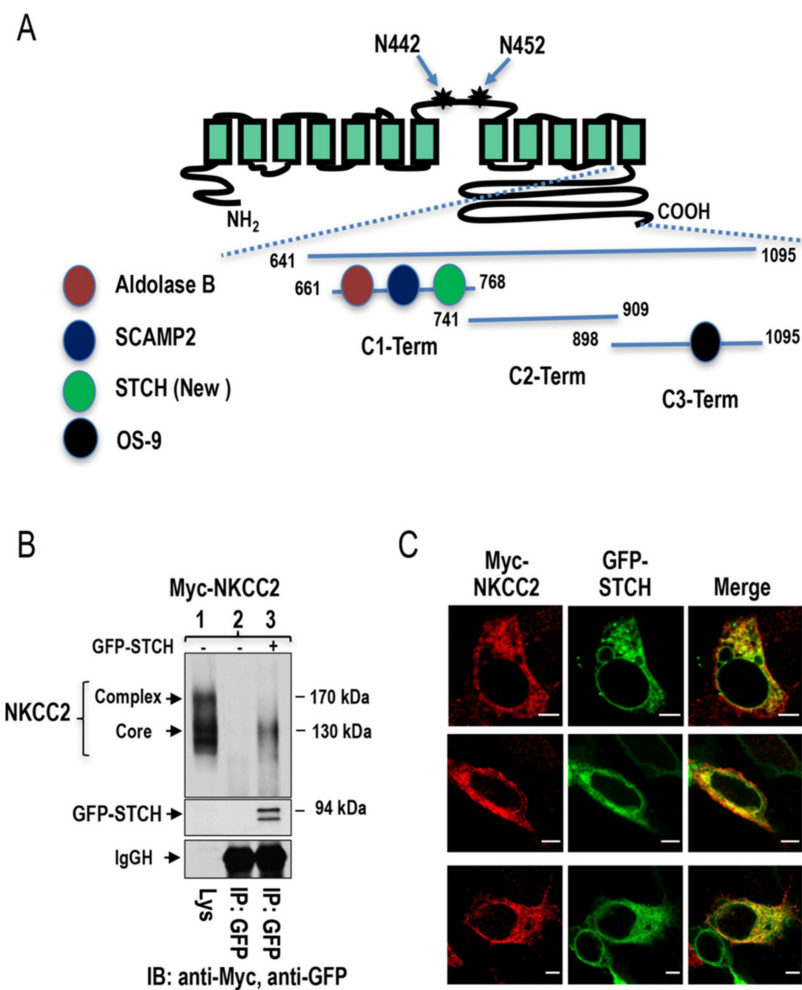 A
N442 N452
NH2
COOH
641 1095
Aldolase B
661 768
741 909
SCAMP2
C1-Term
898 1095
C2-Term
STCH (New )
C3-Term
OS-9
B
Myc-NKCC2
1 2 3
GFP-STCH - - +
NKCC2
Complex – 170 kDa
Core – 130 kDa
GFP-STCH – 94 kDa
IgGH
Lys
IP: GFP
IP: GFP
IB: anti-Myc, anti-GFP
C
Myc-
NKCC2
GFP-
STCH
Merge